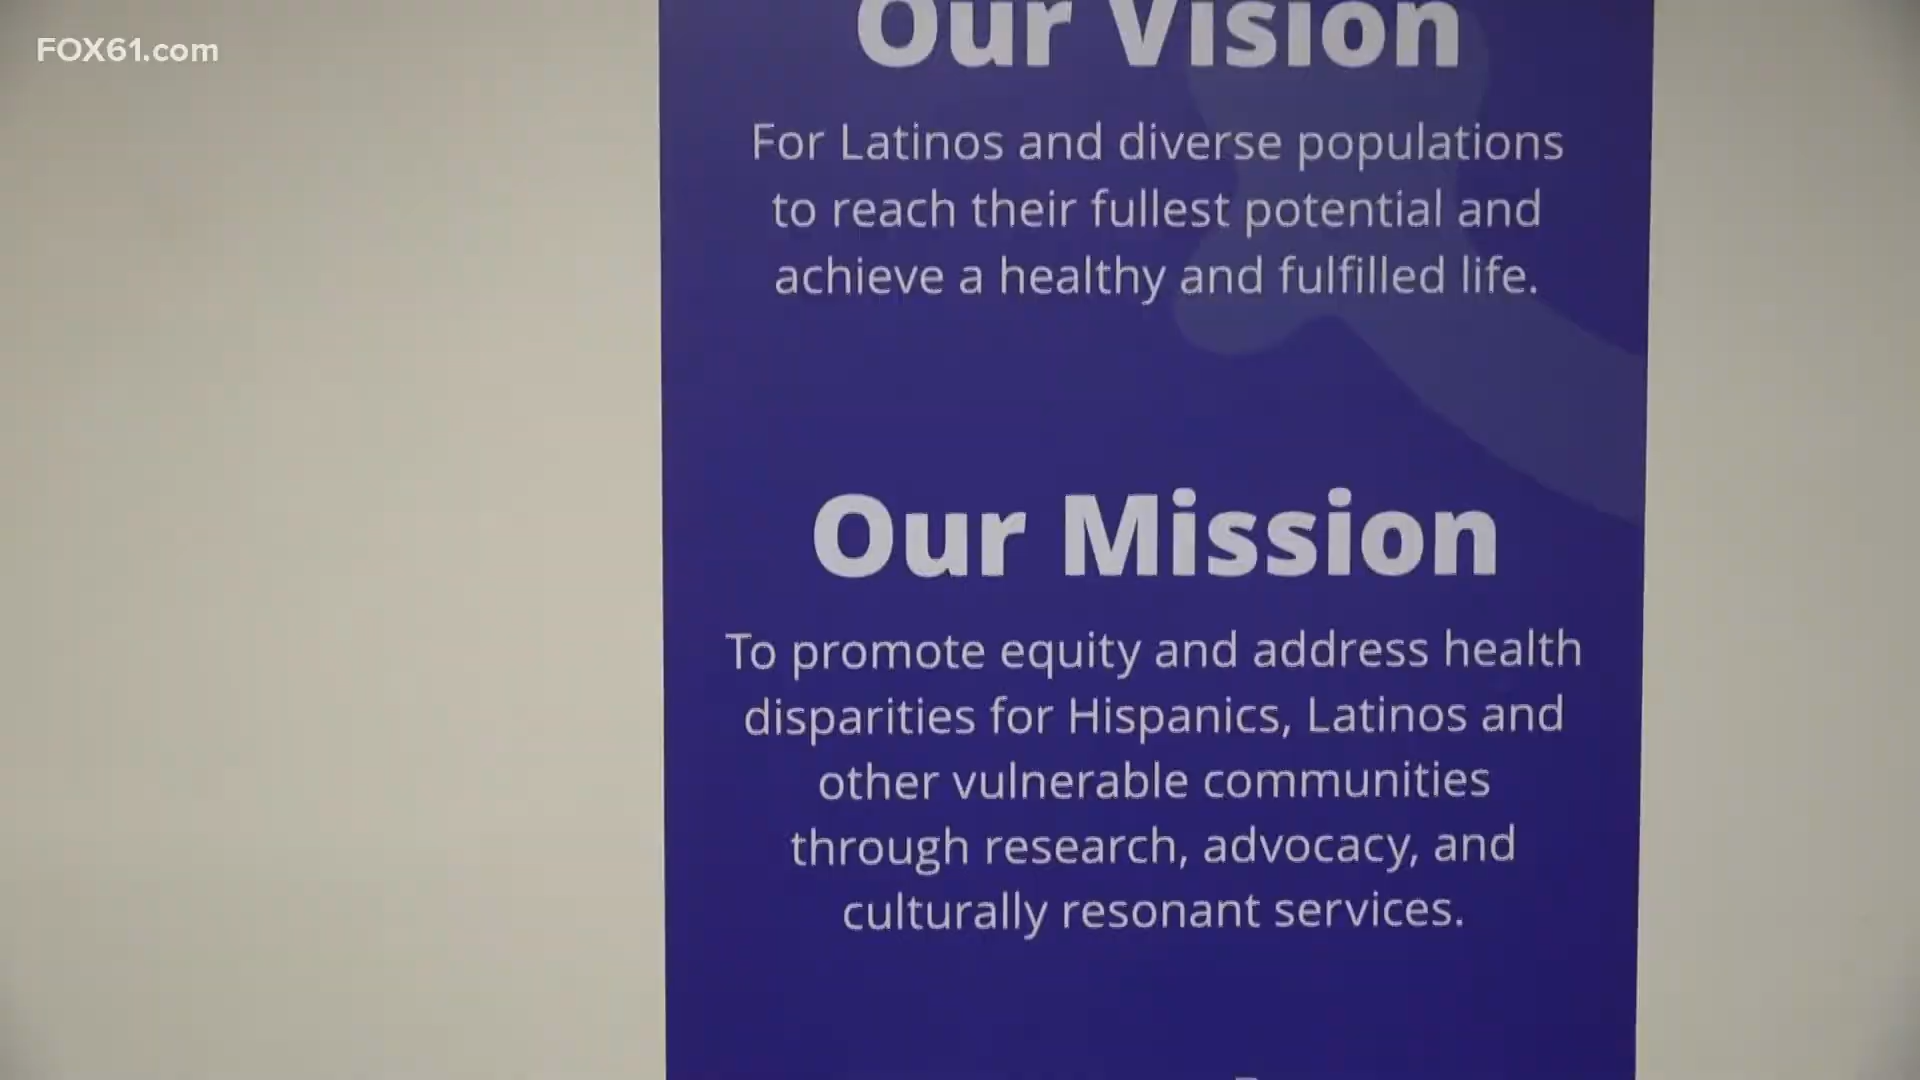 FOX61.com
Our Vision
For Latinos and diverse populations
to reach their fullest potential and
achieve a healthy and fulfilled life.
Our Mission
To promote equity and address health
disparities for Hispanics, Latinos and
other vulnerable communities
through research, advocacy, and
culturally resonant services.